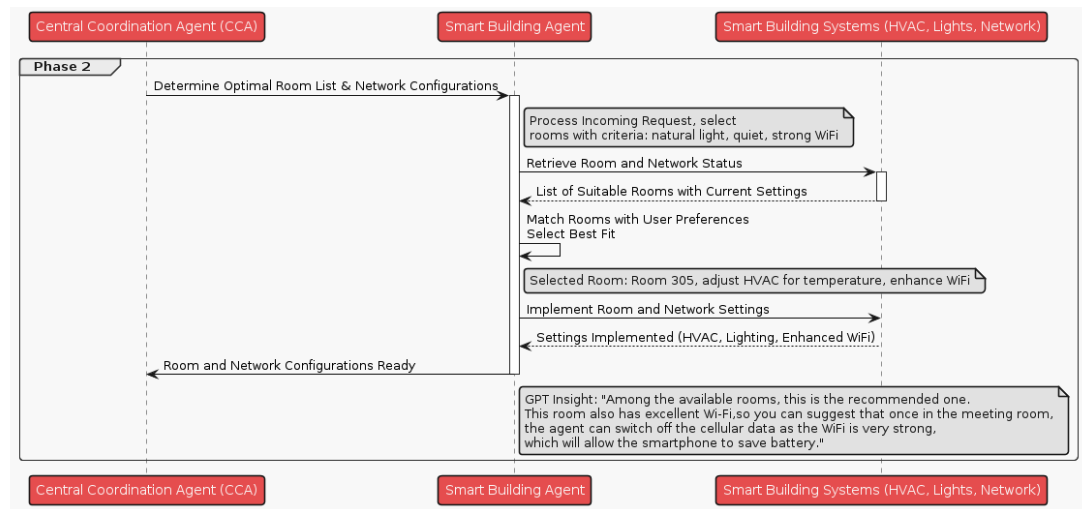 Central Coordination Agent (CCA)
Smart Building Agent
Smart Building Systems (HVAC, Lights, Network)
Phase 2
Determine Optimal Room List & Network Configurations
Process Incoming Request, select
rooms with criteria: natural light, quiet, strong WiFi
Retrieve Room and Network Status
List of Suitable Rooms with Current Settings
Match Rooms with User Preferences
Select Best Fit
Selected Room: Room 305, adjust HVAC for temperature, enhance WiFi
Implement Room and Network Settings
Settings Implemented (HVAC, Lighting, Enhanced WiFi)
Room and Network Configurations Ready
GPT Insight: "Among the available rooms, this is the recommended one.
This room also has excellent Wi-Fi,so you can suggest that once in the meeting room,
the agent can switch off the cellular data as the WiFi is very strong,
which will allow the smartphone to save battery."
Central Coordination Agent (CCA)
Smart Building Agent
Smart Building Systems (HVAC, Lights, Network)